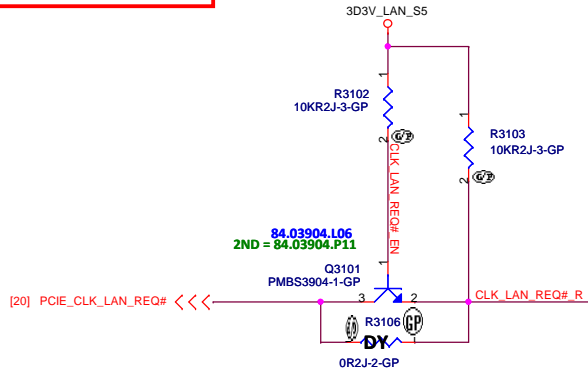 3D3V_LAN_S5
1
R3102
10KR2J-3-GP
2
G/P
1
R3103
10KR2J-3-GP
2
G/P
CLK_LAN_REQ#_EN
84.03904.L06
2ND = 84.03904.P11
1
Q3101
PMBS3904-1-GP
[20] PCIE_CLK_LAN_REQ#
3
2
CLK_LAN_REQ#_R
R3106
GP
DY
1
0R2J-2-GP